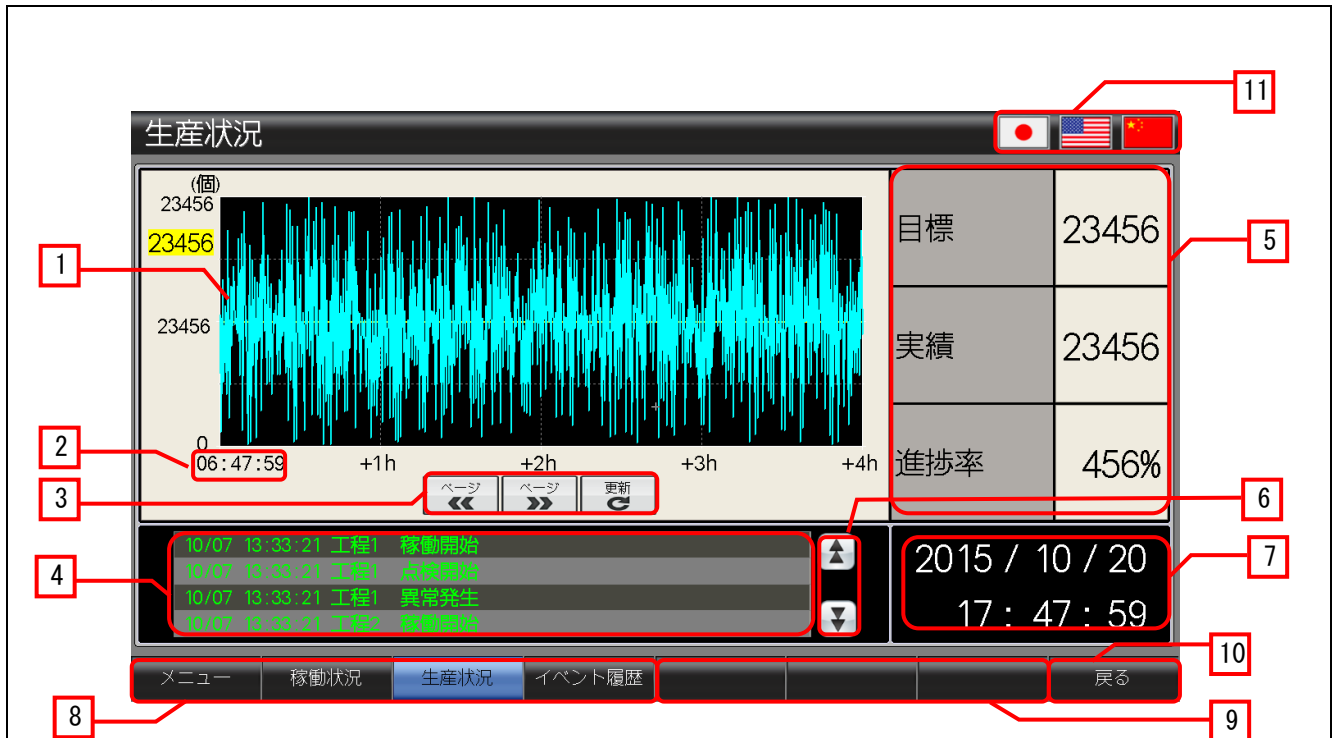 11
生産状況
(個)
23456
23456
23456
0
1
06:47:59 +1h +2h +3h +4h
2
ページ ページ 更新
3
目標 23456
実績 23456
進捗率 456%
5
10/07 13:33:21 工程1 稼働開始
10/07 13:33:21 工程1 点検開始
10/07 13:33:21 工程1 異常発生
10/07 13:33:21 工程2 稼働開始
4
6
2015 / 10 / 20
17 : 47 : 59
7
メニュー 稼働状況 生産状況 イベント履歴 戻る
10
8
9